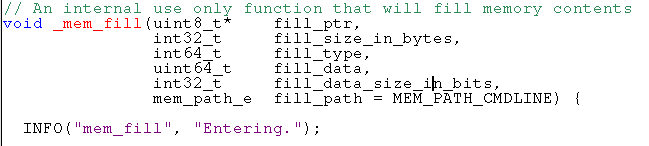 // An internal use only function that will fill memory contents
void _mem_fill(uint8_t* fill_ptr,
int32_t fill_size_in_bytes,
int64_t fill_type,
uint64_t fill_data,
int32_t fill_data_size_in_bits,
mem_path_e fill_path = MEM_PATH_CMDLINE) {
INFO("mem_fill", "Entering.");